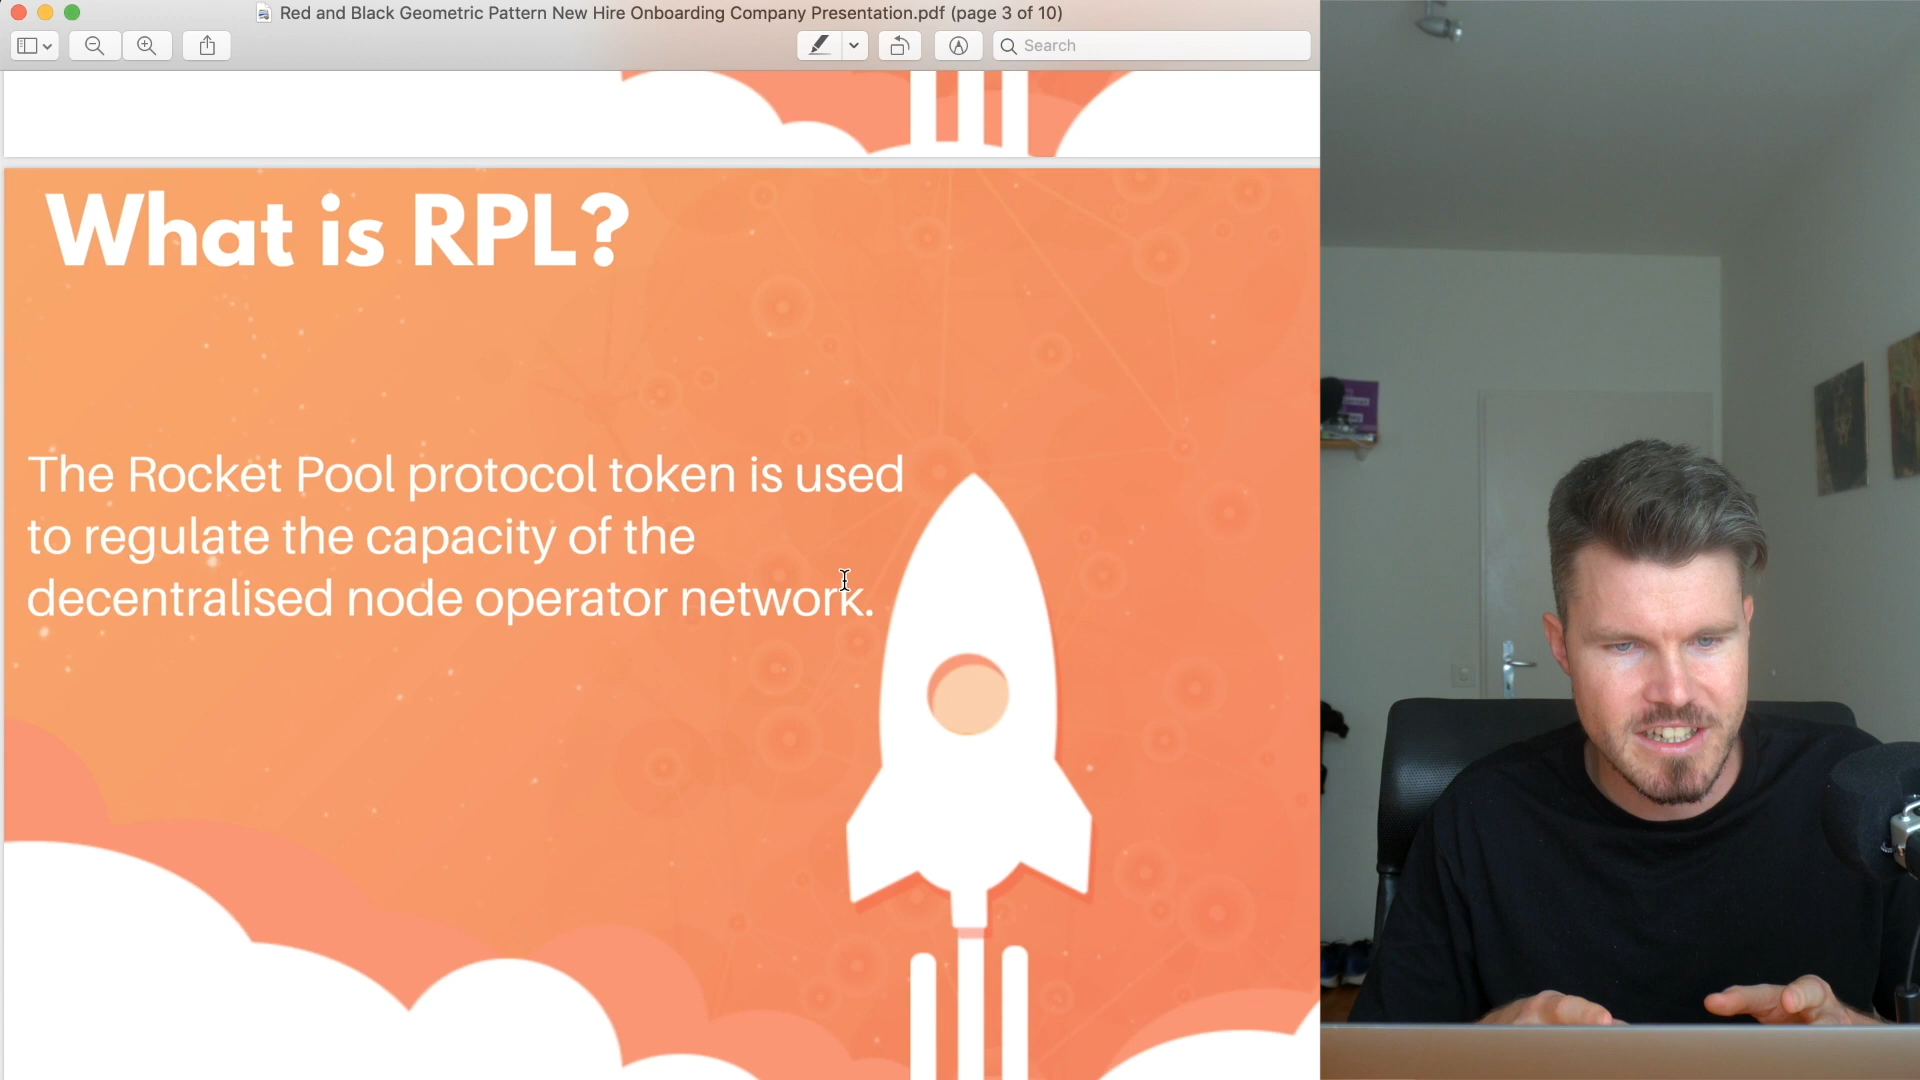 Red and Black Geometric Pattern New Hire Onboarding Company Presentation.pdf (page 3 of 10)
Search
What is RPL?
The Rocket Pool protocol token is used
to regulate the capacity of the
decentralised node operator network.